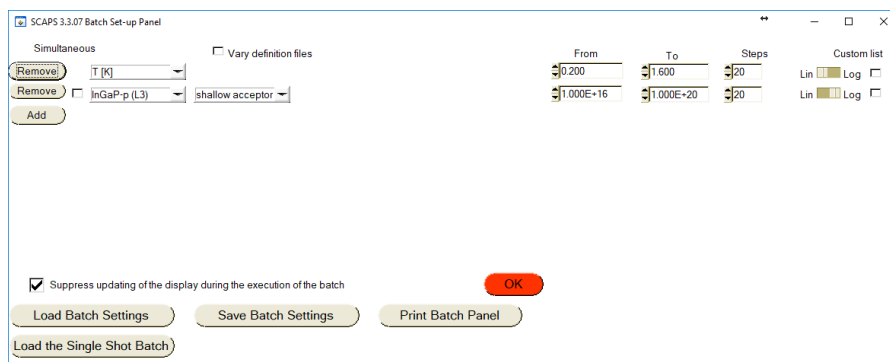 SCAPS 3.3.07 Batch Set-up Panel
Simultaneous Vary definition files From To Steps Custom list
Remove T [K] 0.200 1.600 20 Lin Log
Remove InGaP-p (L3) shallow acceptor 1.000E+16 1.000E+20 20 Lin Log
Add
Suppress updating of the display during the execution of the batch OK
Load Batch Settings Save Batch Settings Print Batch Panel
Load the Single Shot Batch